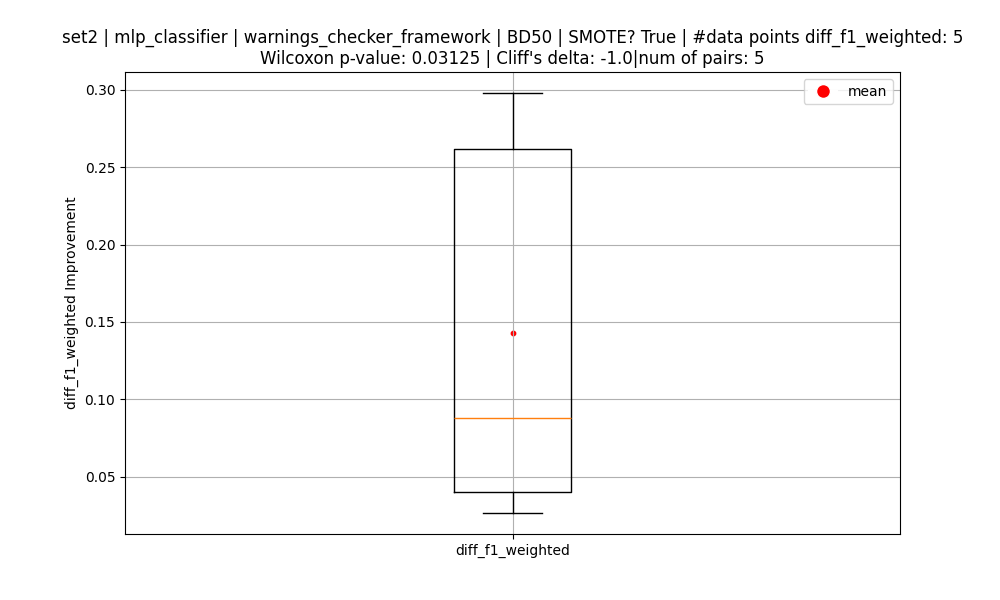 set2 | mlp_classifier | warnings_checker_framework | BD50 | SMOTE? True | #data points diff_f1_weighted: 5
Wilcoxon p-value: 0.03125 | Cliff's delta: -1.0|num of pairs: 5
mean
0.30
0.25
0.20
0.15
0.10
0.05
diff_f1_weighted Improvement
diff_f1_weighted